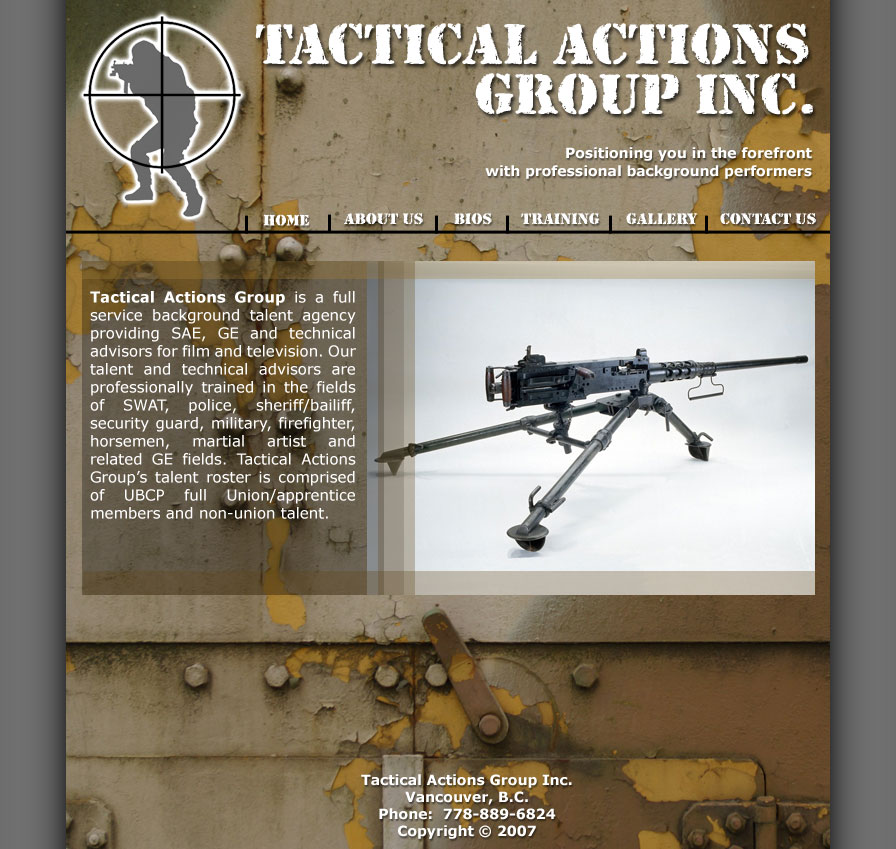 TACTICAL ACTIONS
GROUP INC.
Positioning you in the forefront
with professional background performers
HOME ABOUT US BIOS TRAINING GALLERY CONTACT US
Tactical Actions Group is a full
service background talent agency
providing SAE, GE and technical
advisors for film and television. Our
talent and technical advisors are
professionally trained in the fields
of SWAT, police, sheriff/bailiff,
security guard, military, firefighter,
horsemen, martial artist and
related GE fields. Tactical Actions
Group’s talent roster is comprised
of UBCP full Union/apprentice
members and non-union talent.
Tactical Actions Group Inc.
Vancouver, B.C.
Phone: 778-889-6824
Copyright © 2007